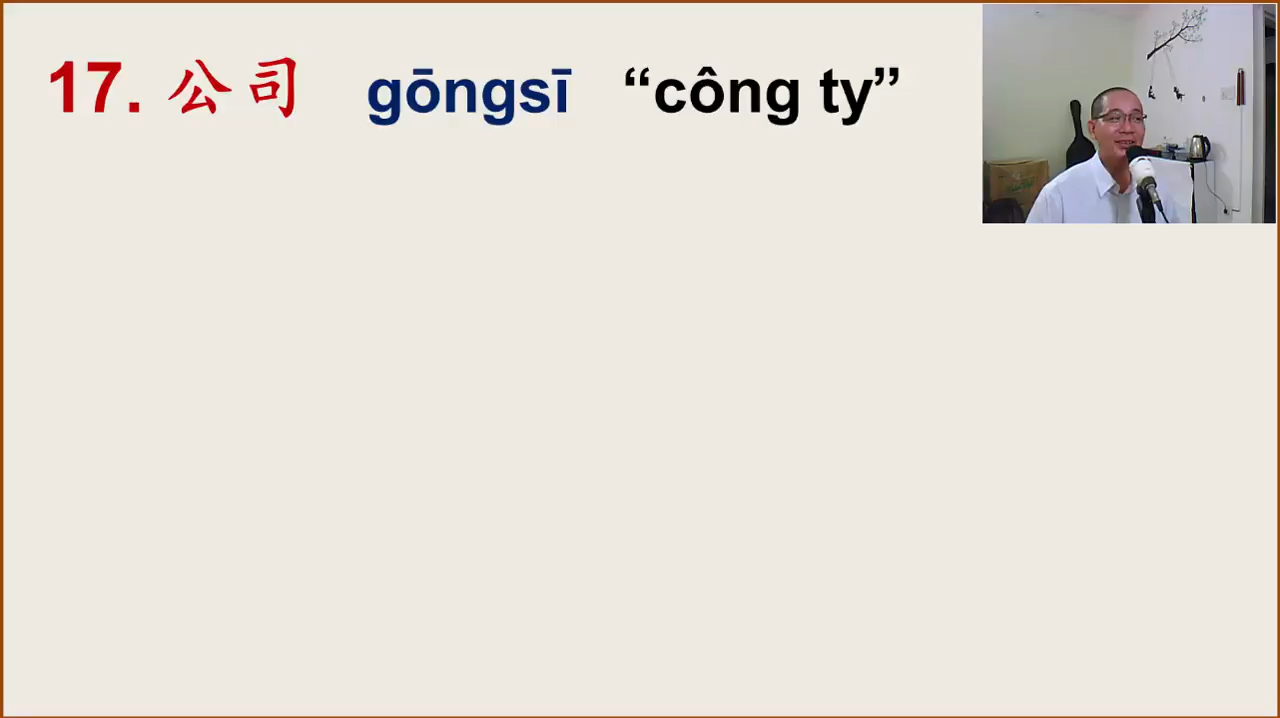 17. 公司 gōngsī “công ty”